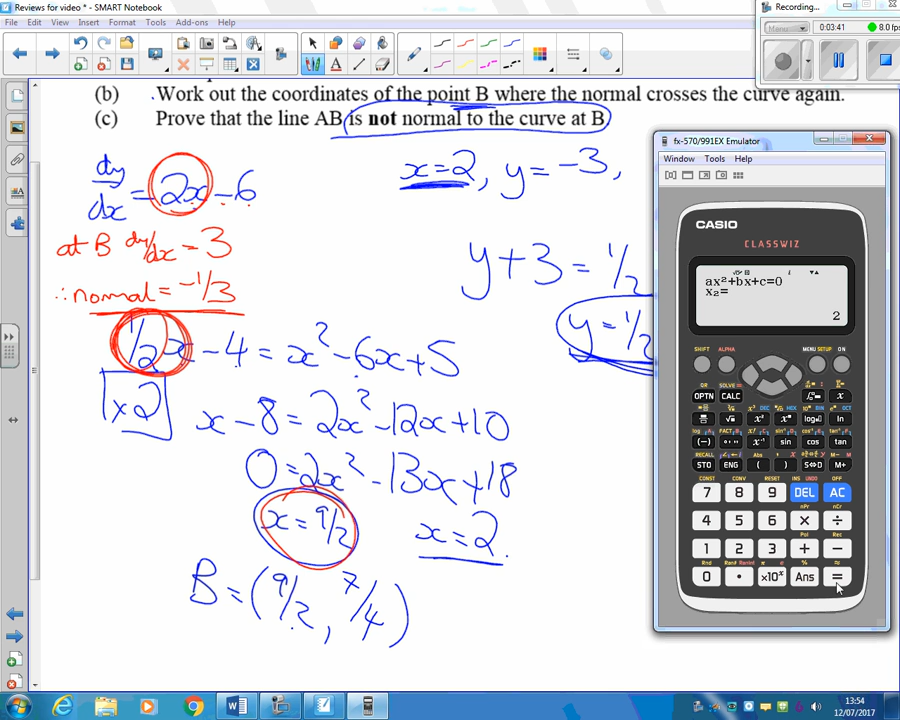 Reviews for video * - SMART Notebook
File Edit View Insert Format Tools Add-ons Help
Recording...
Menu
0:03:41
8.0 fp
(b) .Work out the coordinates of the point B where the normal crosses the curve again.
(c) Prove that the line AB is not normal to the curve at B.
dy/dx = 2x - 6
x=2, y = -3,
at B dy/dx = 3
∴ normal = -1/3
y + 3 = 1/2
y = 1/2
1/2 x - 4 = x² - 6x + 5
×2
x - 8 = 2x² - 12x + 10
0 = 2x² - 13x + 18
x = 9/2 x = 2.
B = (9/2, 7/4)
fx-570/991EX Emulator
Window Tools Help
CASIO
CLASSWIZ
ax²+bx+c=0
x₂=
2
SHIFT ALPHA MENU SETUP ON
OPTN CALC x
SOLVE
sin cos tan
STO ENG ( ) S⇔D M+
7 8 9 DEL AC
4 5 6 × ÷
1 2 3 + −
0 • ×10ˣ Ans =
13:54
12/07/2017